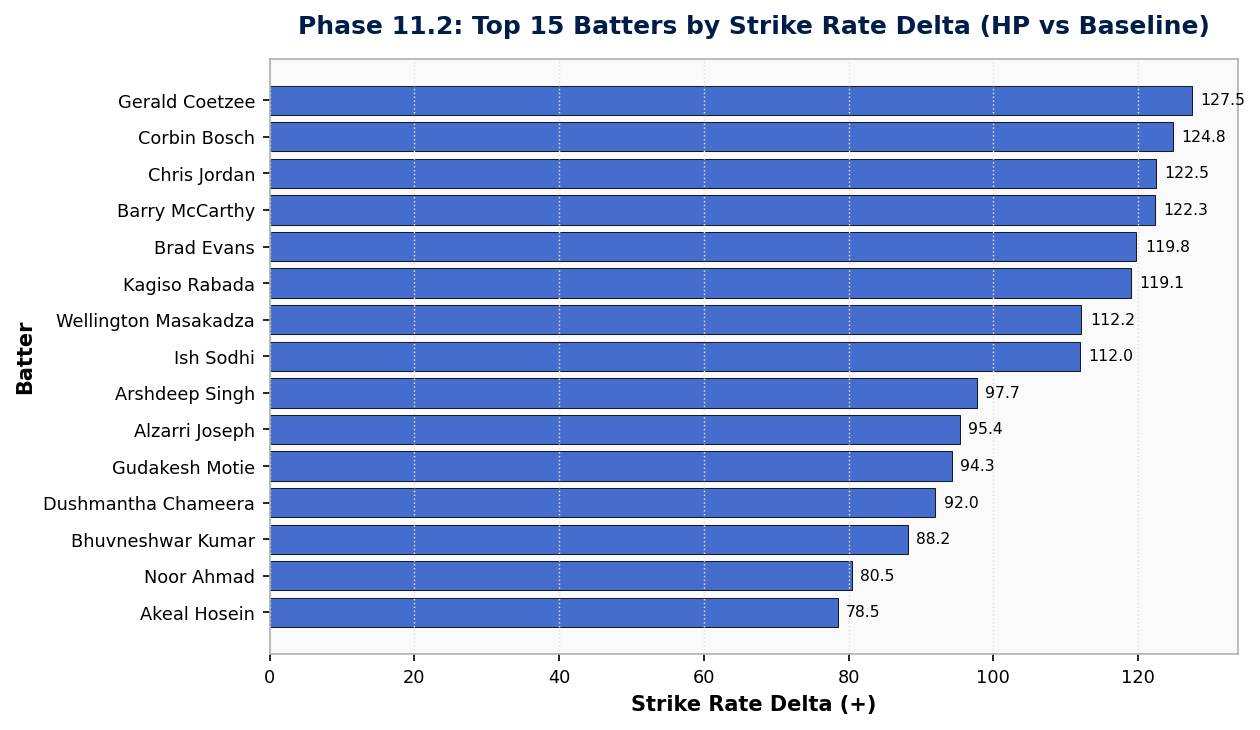 Phase 11.2: Top 15 Batters by Strike Rate Delta (HP vs Baseline)
Batter
Gerald Coetzee 127.5
Corbin Bosch 124.8
Chris Jordan 122.5
Barry McCarthy 122.3
Brad Evans 119.8
Kagiso Rabada 119.1
Wellington Masakadza 112.2
Ish Sodhi 112.0
Arshdeep Singh 97.7
Alzarri Joseph 95.4
Gudakesh Motie 94.3
Dushmantha Chameera 92.0
Bhuvneshwar Kumar 88.2
Noor Ahmad 80.5
Akeal Hosein 78.5
0 20 40 60 80 100 120
Strike Rate Delta (+)